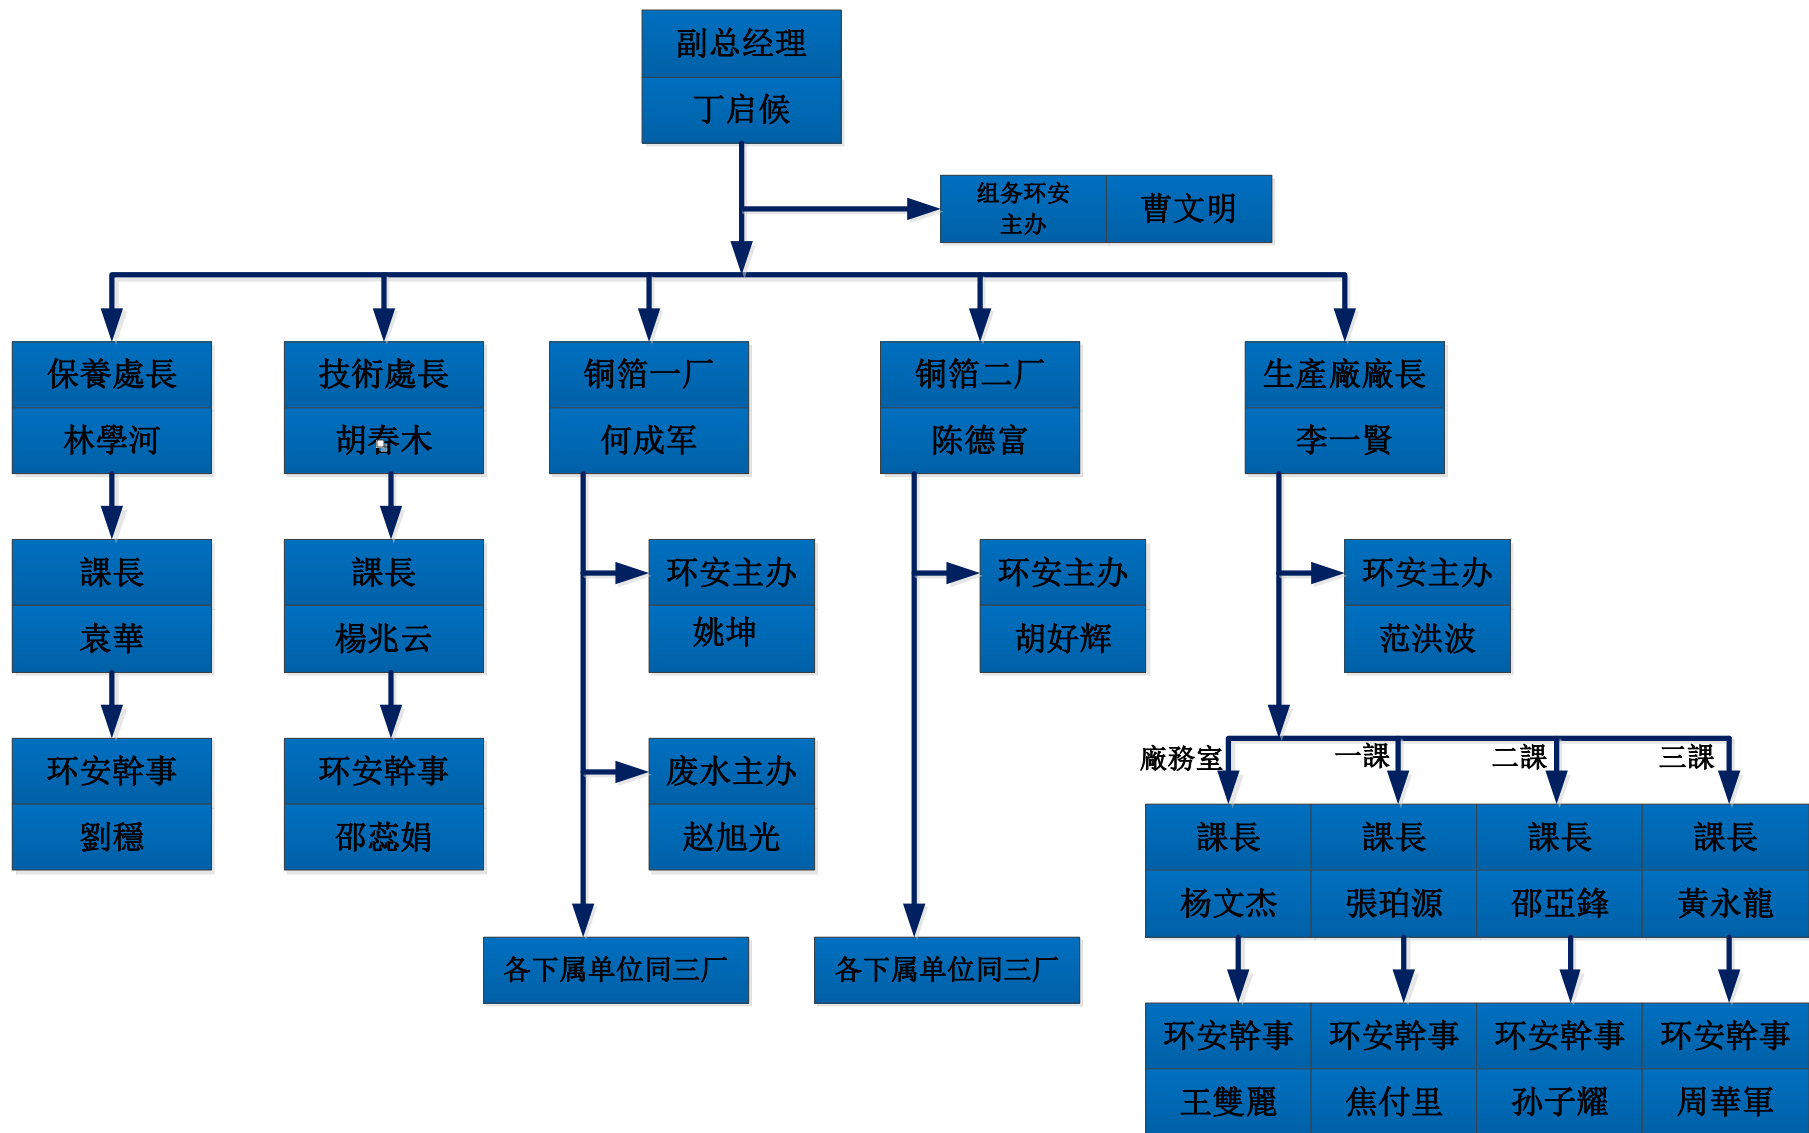 副总经理
丁启候
组务环安
主办
曹文明
保養處長
林學河
技術處長
胡春木
铜箔一厂
何成军
铜箔二厂
陈德富
生產廠廠長
李一賢
課長
袁華
課長
楊兆云
环安主办
姚坤
环安主办
胡好辉
环安主办
范洪波
环安幹事
劉穩
环安幹事
邵蕊娟
废水主办
赵旭光
廠務室
一課
二課
三課
課長
杨文杰
課長
張珀源
課長
邵亞鋒
課長
黃永龍
各下属单位同三厂
各下属单位同三厂
环安幹事
王雙麗
环安幹事
焦付里
环安幹事
孙子耀
环安幹事
周華軍